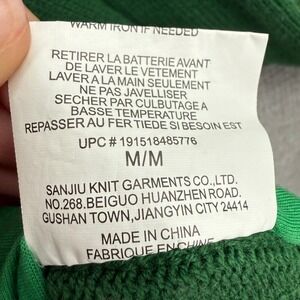 WARM IRON IF NEEDED
RETIRER LA BATTERIE AVANT
DE LAVER LE VETEMENT
LAVER A LA MAIN SEULEMENT
NE PAS JAVELLISER
SECHER PAR CULBUTAGE A
BASSE TEMPERATURE
REPASSER AU FER TIEDE SI BESOIN EST
UPC # 191518485776
M/M
SANJIU KNIT GARMENTS CO.,LTD.
NO.268.BEIGUO HUANZHEN ROAD.
GUSHAN TOWN,JIANGYIN CITY 24414
MADE IN CHINA
FABRIQUE EN CHINE